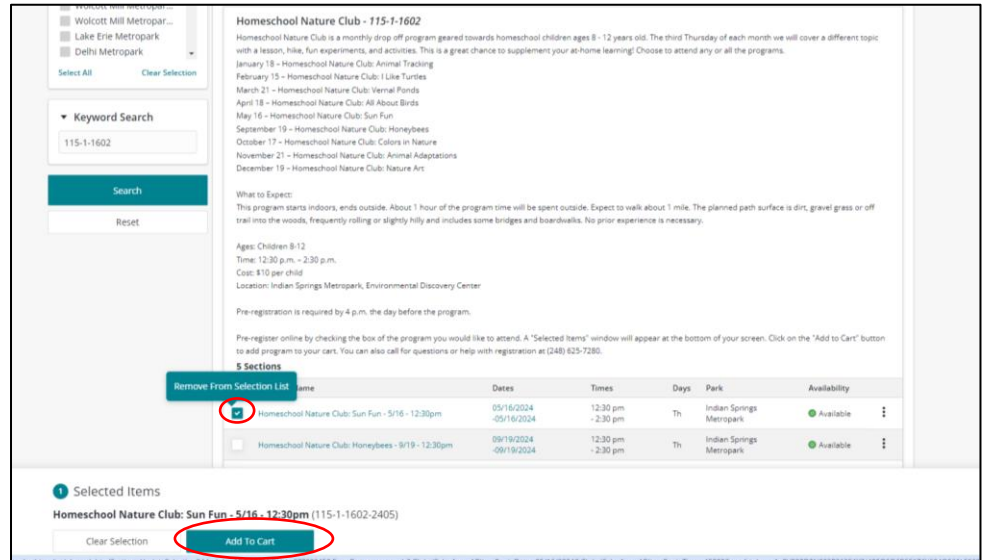 Wolcott Mill Metropar...
Wolcott Mill Metropar...
Lake Erie Metropark
Delhi Metropark
Select All Clear Selection
Keyword Search
115-1-1602
Search
Reset
Homeschool Nature Club - 115-1-1602
Homeschool Nature Club is a monthly drop off program geared towards homeschool children ages 8 - 12 years old. The third Thursday of each month we will cover a different topic
with a lesson, hike, fun experiments, and activities. This is a great chance to supplement your at-home learning! Choose to attend any or all the programs.
January 18 – Homeschool Nature Club: Animal Tracking
February 15 – Homeschool Nature Club: I Like Turtles
March 21 – Homeschool Nature Club: Vernal Ponds
April 18 – Homeschool Nature Club: All About Birds
May 16 – Homeschool Nature Club: Sun Fun
September 19 – Homeschool Nature Club: Honeybees
October 17 – Homeschool Nature Club: Colors in Nature
November 21 – Homeschool Nature Club: Animal Adaptations
December 19 – Homeschool Nature Club: Nature Art
What to Expect:
This program starts indoors, ends outside. About 1 hour of the program time will be spent outside. Expect to walk about 1 mile. The planned path surface is dirt, gravel grass or off
trail into the woods, frequently rolling or slightly hilly and includes some bridges and boardwalks. No prior experience is necessary.
Ages: Children 8-12
Time: 12:30 p.m. – 2:30 p.m.
Cost: $10 per child
Location: Indian Springs Metropark, Environmental Discovery Center
Pre-registration is required by 4 p.m. the day before the program.
Pre-register online by checking the box of the program you would like to attend. A "Selected Items" window will appear at the bottom of your screen. Click on the "Add to Cart" button
to add program to your cart. You can also call for questions or help with registration at (248) 625-7280.
5 Sections
Remove From Selection List
ame Dates Times Days Park Availability
Homeschool Nature Club: Sun Fun - 5/16 - 12:30pm 05/16/2024 12:30 pm Th Indian Springs Available
-05/16/2024 - 2:30 pm Metropark
Homeschool Nature Club: Honeybees - 9/19 - 12:30pm 09/19/2024 12:30 pm Th Indian Springs Available
-09/19/2024 - 2:30 pm Metropark
1 Selected Items
Homeschool Nature Club: Sun Fun - 5/16 - 12:30pm (115-1-1602-2405)
Clear Selection Add To Cart